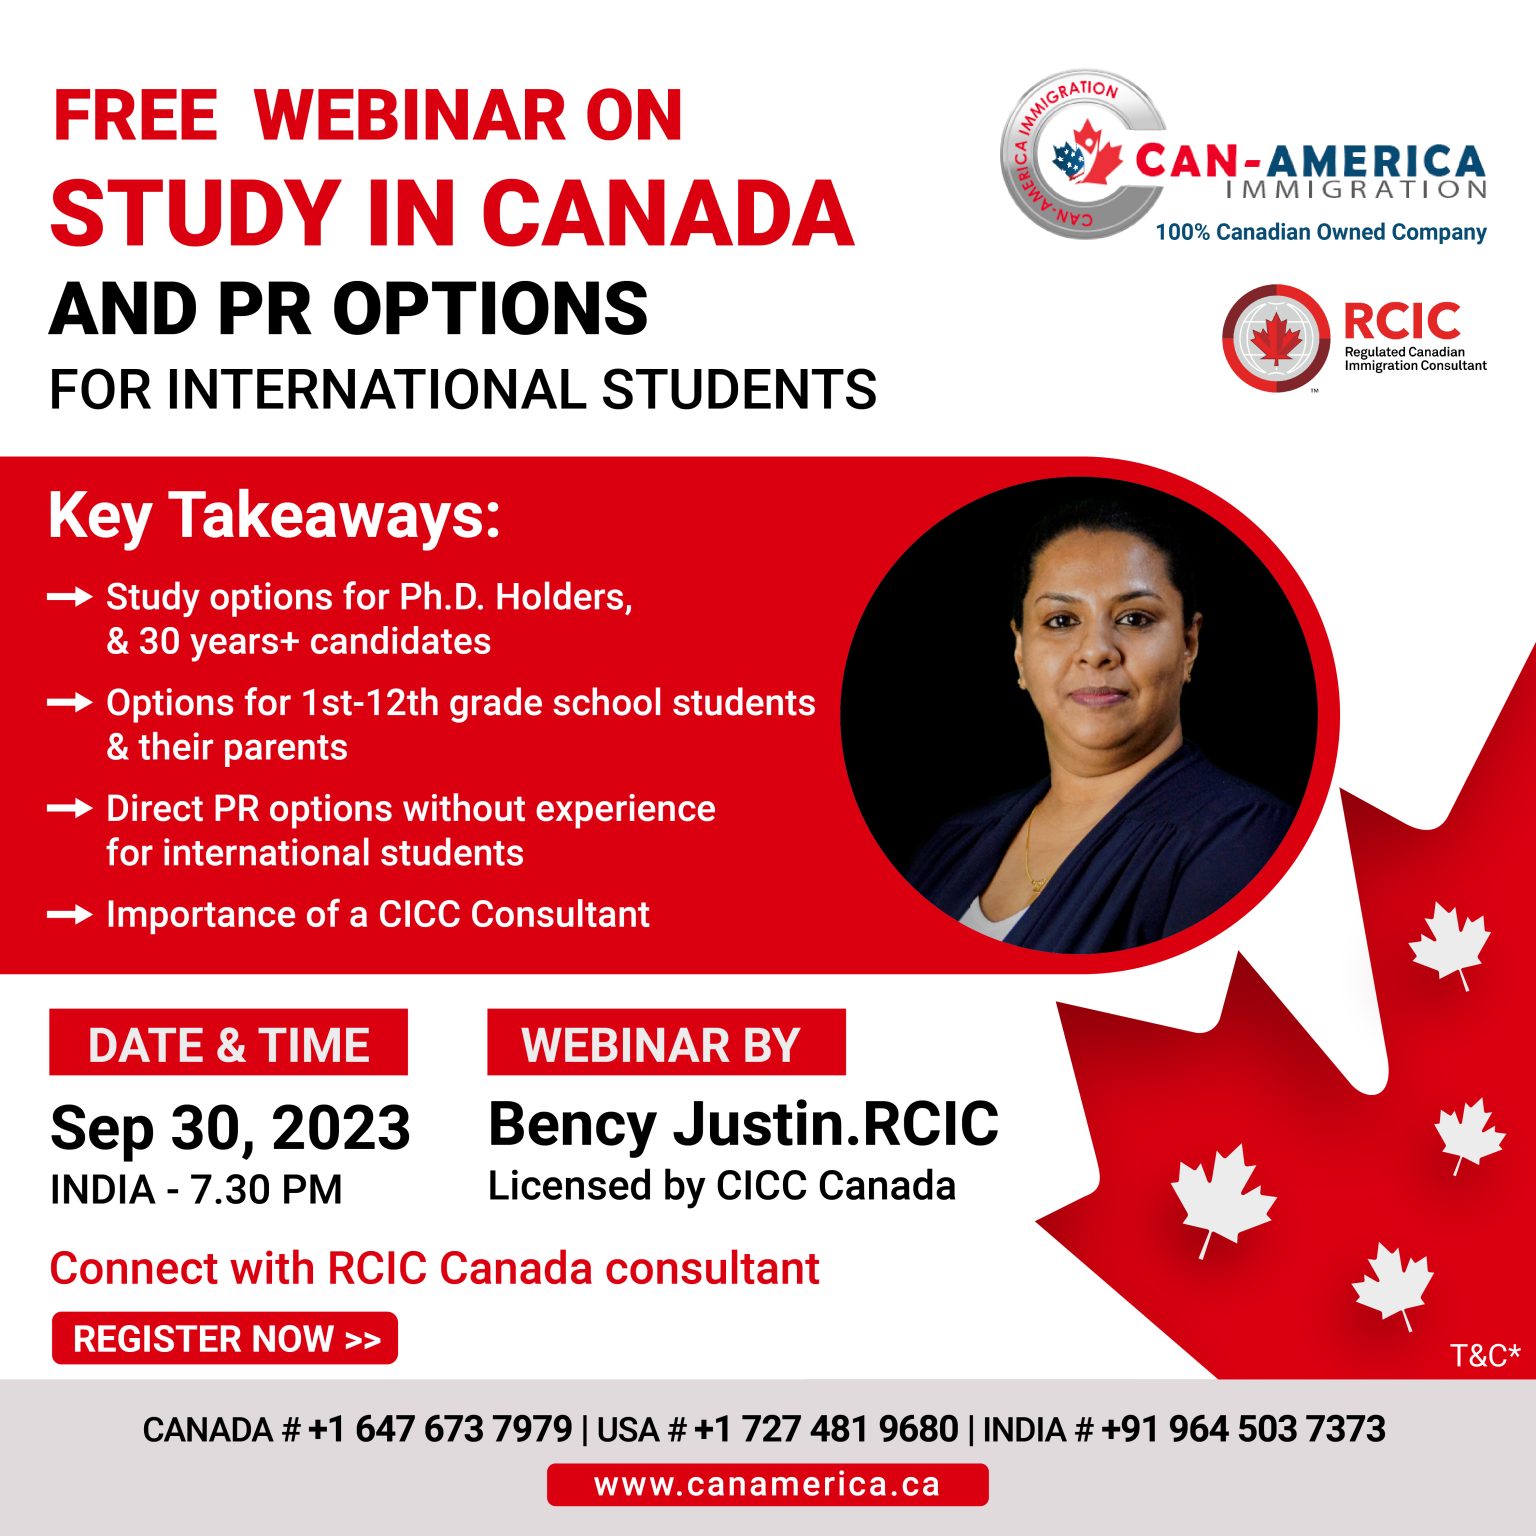 FREE WEBINAR ON
STUDY IN CANADA
AND PR OPTIONS
FOR INTERNATIONAL STUDENTS
CAN-AMERICA IMMIGRATION
CAN-AMERICA
CAN-AMERICA
IMMIGRATION
100% Canadian Owned Company
RCIC
Regulated Canadian
Immigration Consultant
TM
Key Takeaways:
Study options for Ph.D. Holders,
& 30 years+ candidates
Options for 1st-12th grade school students
& their parents
Direct PR options without experience
for international students
Importance of a CICC Consultant
DATE & TIME
Sep 30, 2023
INDIA - 7.30 PM
WEBINAR BY
Bency Justin.RCIC
Licensed by CICC Canada
Connect with RCIC Canada consultant
REGISTER NOW >>
T&C*
CANADA # +1 647 673 7979 | USA # +1 727 481 9680 | INDIA # +91 964 503 7373
www.canamerica.ca